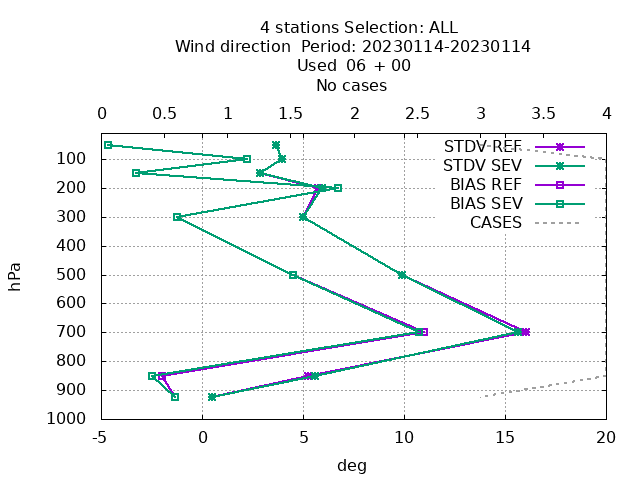 4 stations Selection: ALL
Wind direction  Period: 20230114-20230114
Used  06 + 00
No cases
0 0.5 1 1.5 2 2.5 3 3.5 4
STDV REF
STDV SEV
BIAS REF
BIAS SEV
CASES
100
200
300
400
500
600
700
800
900
1000
hPa
-5 0 5 10 15 20
deg